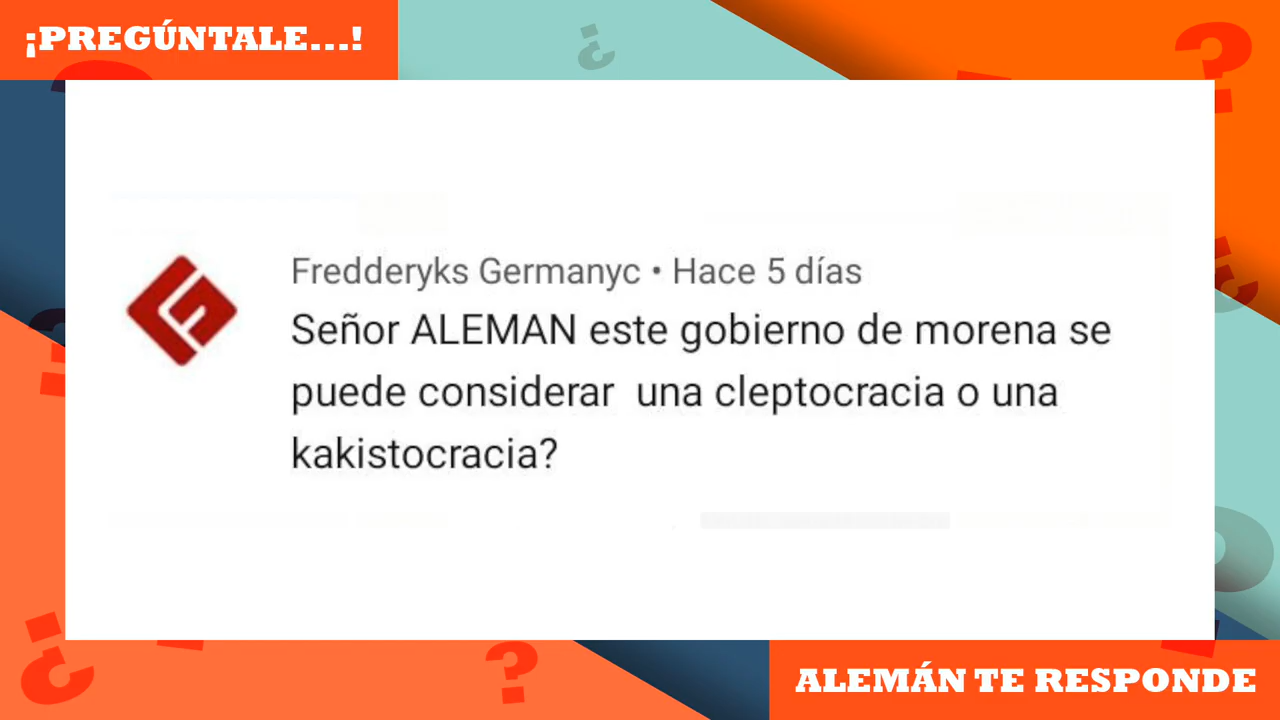 ¡PREGÚNTALE...!
Fredderyks Germanyc • Hace 5 días
Señor ALEMAN este gobierno de morena se
puede considerar  una cleptocracia o una
kakistocracia?
ALEMÁN TE RESPONDE